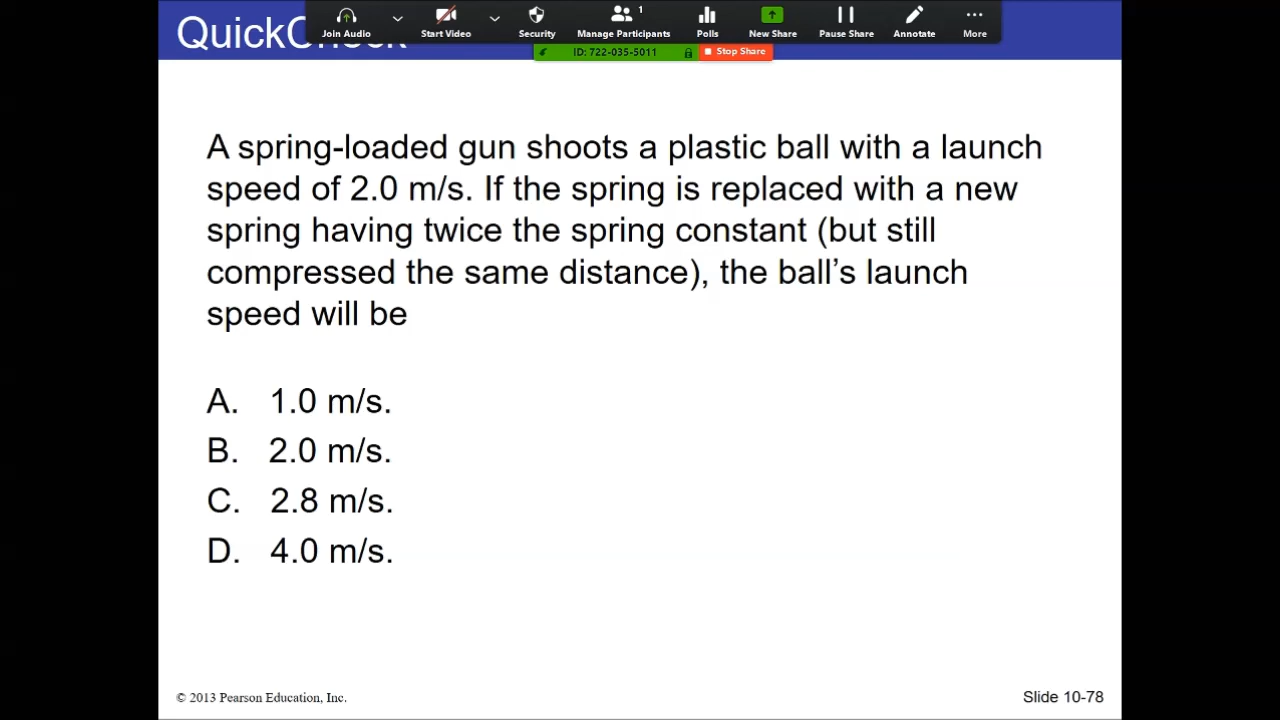 Join Audio
Start Video
Security
1
Manage Participants
Polls
New Share
Pause Share
Annotate
More
ID: 722-035-5011
Stop Share
A spring-loaded gun shoots a plastic ball with a launch
speed of 2.0 m/s. If the spring is replaced with a new
spring having twice the spring constant (but still
compressed the same distance), the ball’s launch
speed will be
A. 1.0 m/s.
B. 2.0 m/s.
C. 2.8 m/s.
D. 4.0 m/s.
© 2013 Pearson Education, Inc.
Slide 10-78